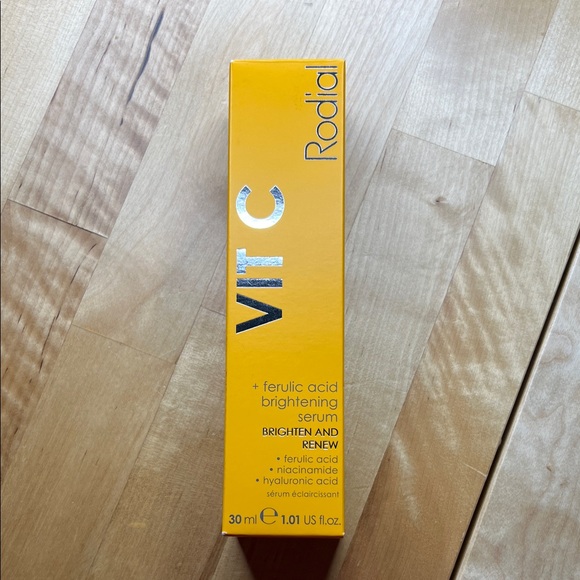 Rodial
VIT C
+ ferulic acid
brightening
serum
BRIGHTEN AND
RENEW
• ferulic acid
• niacinamide
• hyaluronic acid
sérum éclaircissant
30 ml ℮ 1.01 US fl.oz.